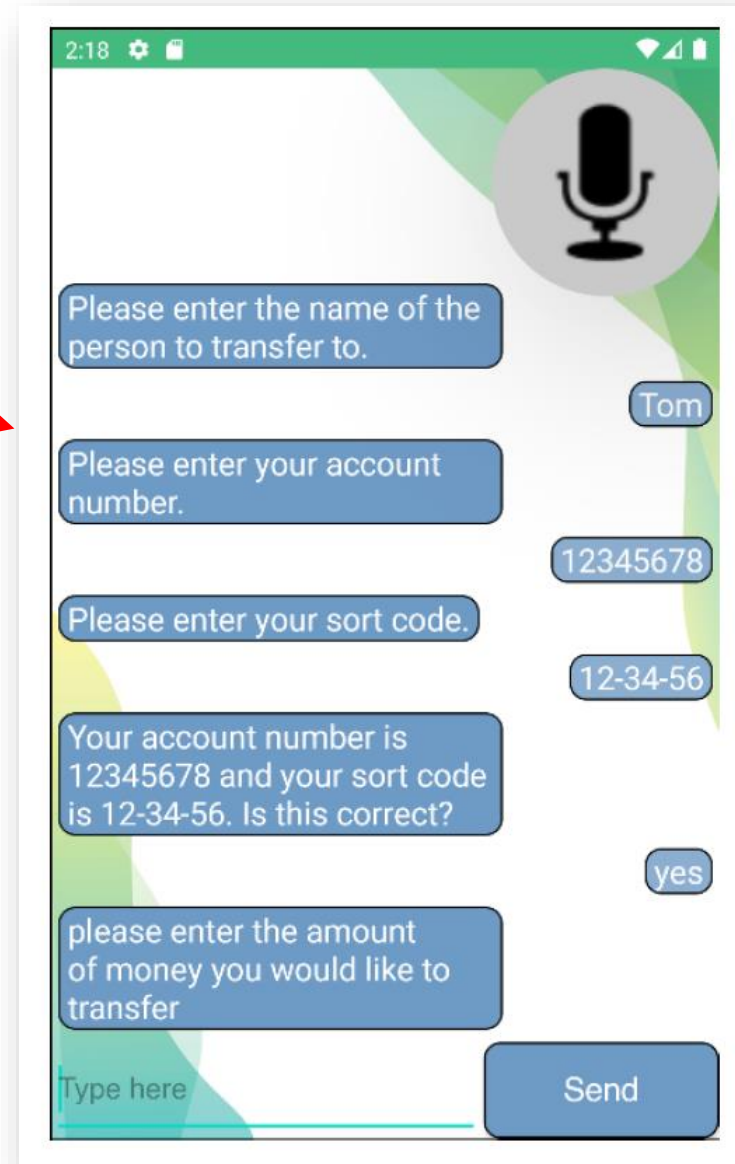 2:18
Please enter the name of the
person to transfer to.
Tom
Please enter your account
number.
12345678
Please enter your sort code.
12-34-56
Your account number is
12345678 and your sort code
is 12-34-56. Is this correct?
yes
please enter the amount
of money you would like to
transfer
Type here
Send